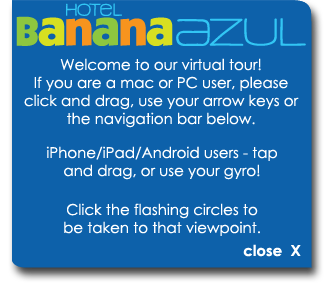 HOTEL
BananaAZUL
Welcome to our virtual tour!
If you are a mac or PC user, please
click and drag, use your arrow keys or
the navigation bar below.
iPhone/iPad/Android users - tap
and drag, or use your gyro!
Click the flashing circles to
be taken to that viewpoint.
close X